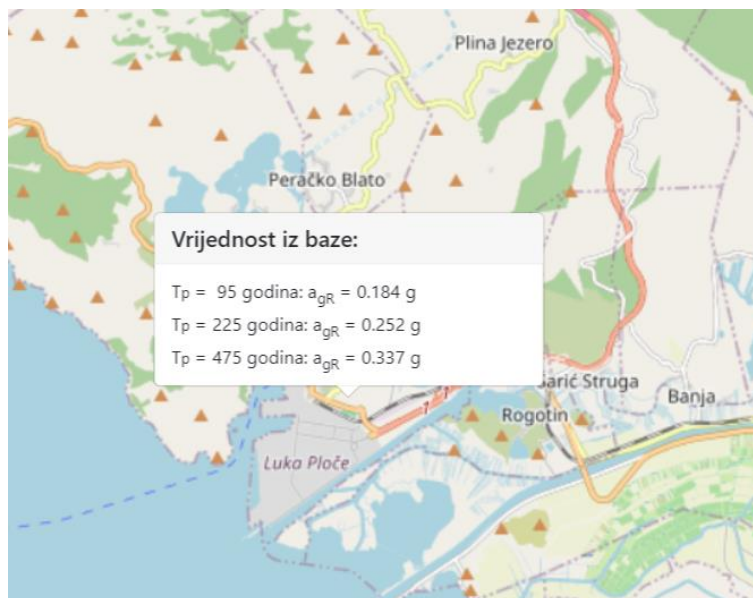 Plina Jezero
Peračko Blato
Vrijednost iz baze:
Tp = 95 godina: agR = 0.184 g
Tp = 225 godina: agR = 0.252 g
Tp = 475 godina: agR = 0.337 g
Šarić Struga
Banja
Rogotin
Luka Ploče